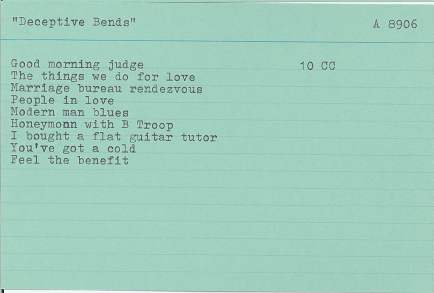 "Deceptive Bends" A 8906
Good morning judge 10 CC
The things we do for love
Marriage bureau rendezvous
People in love
Modern man blues
Honeymonn with B Troop
I bought a flat guitar tutor
You've got a cold
Feel the benefit